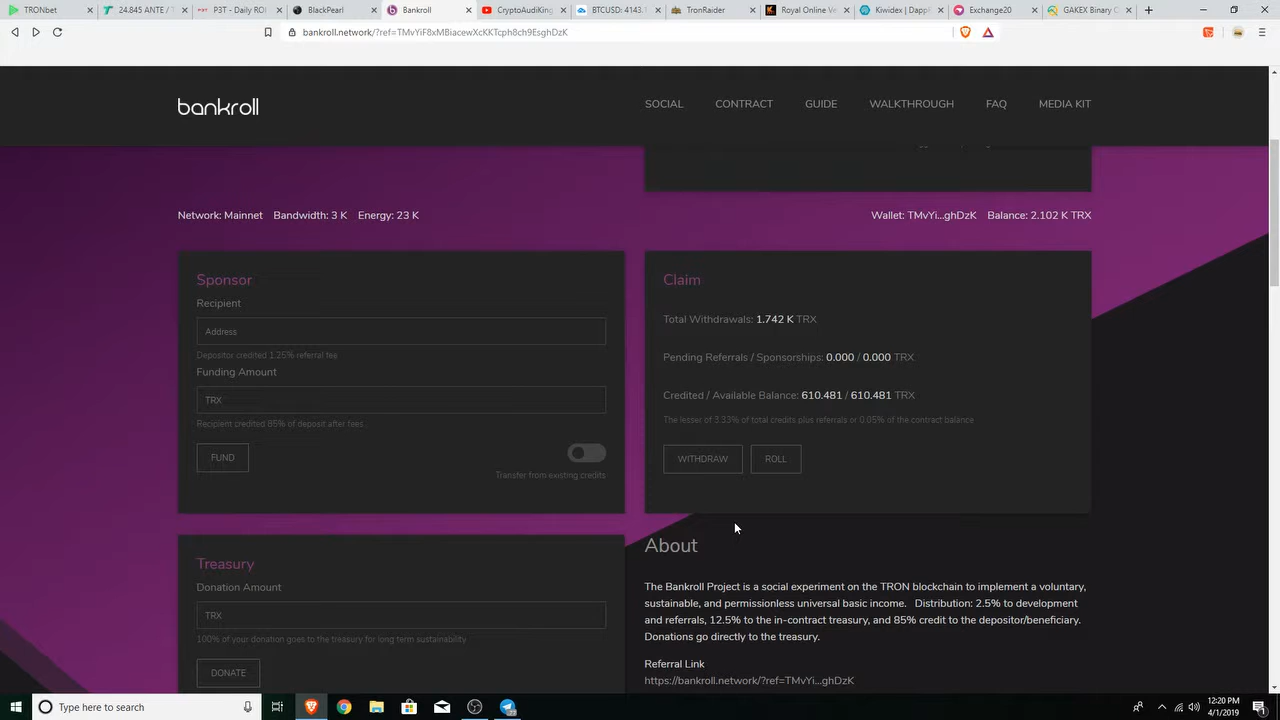 TRONbet
24.845 ANTE / T
P3T - Daily RO
BlackPearl
Bankroll
CryptoAudiKing
BTCUSD: 4143.1
TronRaider
Royal Online Ve
Kiwidex | DappR
Exchange20
GAKEX Binary O
bankroll.network/?ref=TMvYiF8xMBiacewXcKKTcph8ch9EsghDzK
bankroll
SOCIAL CONTRACT GUIDE WALKTHROUGH FAQ MEDIA KIT
Network: Mainnet Bandwidth: 3 K Energy: 23 K
Wallet: TMvYi...ghDzK Balance: 2.102 K TRX
Sponsor
Recipient
Address
Depositor credited 1.25% referral fee
Funding Amount
TRX
Recipient credited 85% of deposit after fees
FUND
Transfer from existing credits
Claim
Total Withdrawals: 1.742 K TRX
Pending Referrals / Sponsorships: 0.000 / 0.000 TRX
Credited / Available Balance: 610.481 / 610.481 TRX
The lesser of 3.33% of total credits plus referrals or 0.05% of the contract balance
WITHDRAW ROLL
Treasury
Donation Amount
TRX
100% of your donation goes to the treasury for long term sustainability.
DONATE
About
The Bankroll Project is a social experiment on the TRON blockchain to implement a voluntary,
sustainable, and permissionless universal basic income. Distribution: 2.5% to development
and referrals, 12.5% to the in-contract treasury, and 85% credit to the depositor/beneficiary.
Donations go directly to the treasury.
Referral Link
https://bankroll.network/?ref=TMvYi...ghDzK
Type here to search
12:20 PM
4/1/2019